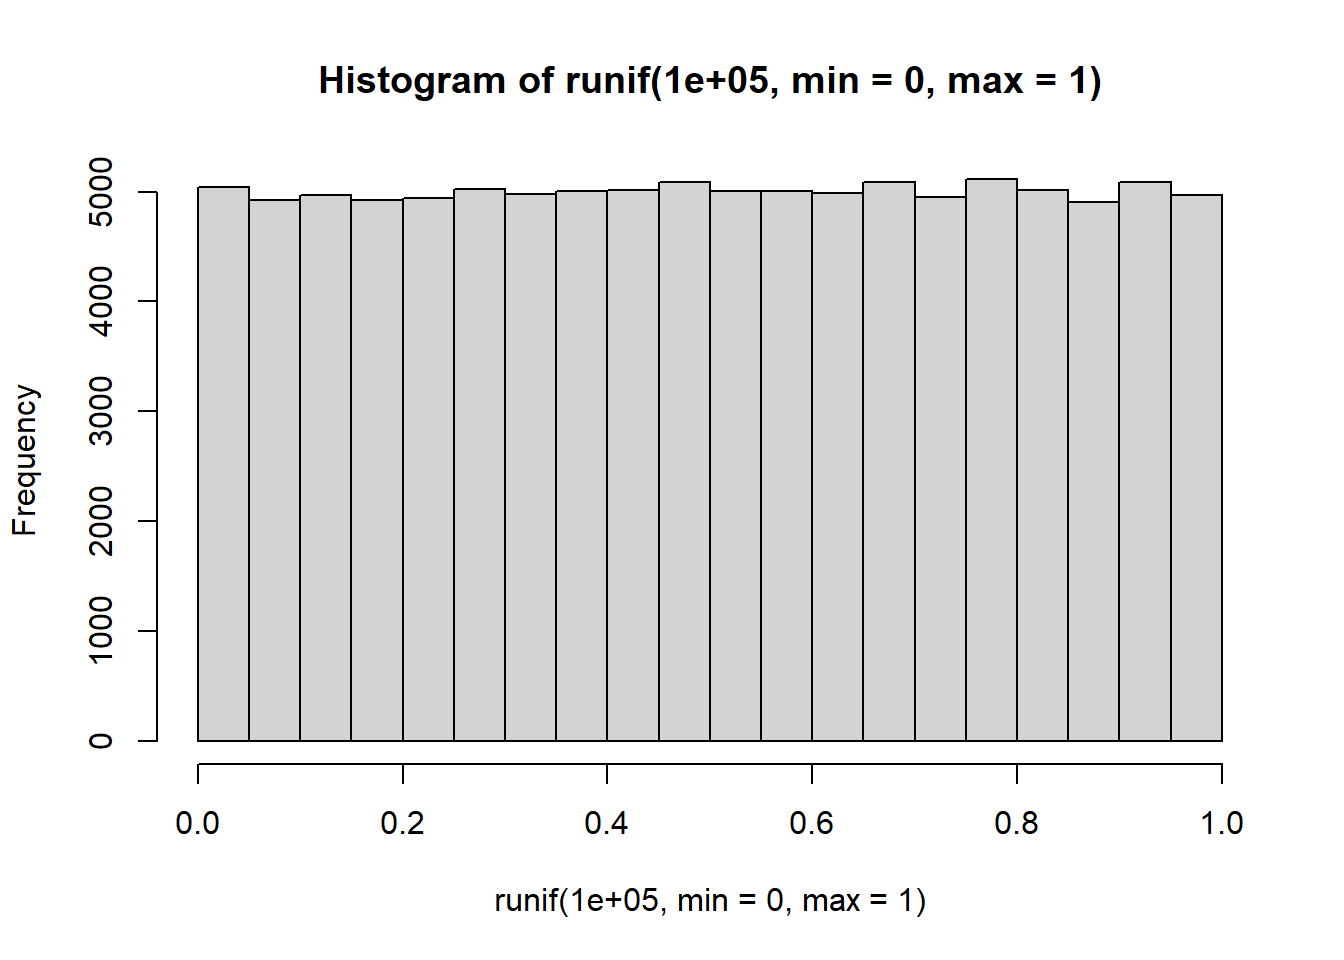 Histogram of runif(1e+05, min = 0, max = 1)
Frequency
5000
4000
3000
2000
1000
0
0.0 0.2 0.4 0.6 0.8 1.0
runif(1e+05, min = 0, max = 1)